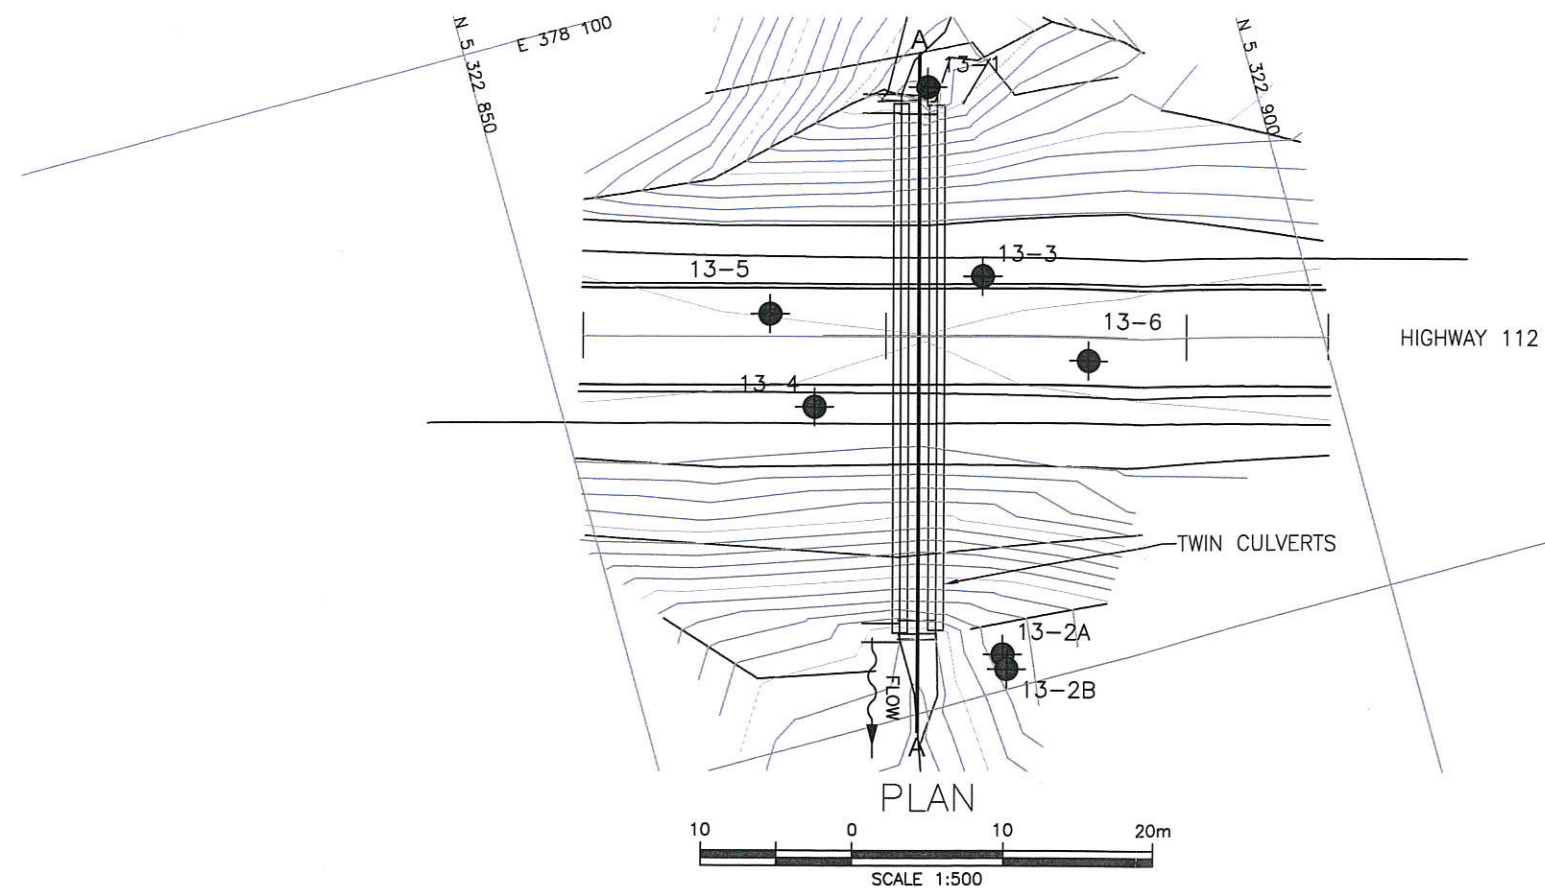 N 5 322 850
E 378 100
A
13-1
N 5 322 900
13-3
13-5
13-6
HIGHWAY 112
13-4
TWIN CULVERTS
13-2A
13-2B
FLOW
A
PLAN
10 0 10 20m
SCALE 1:500